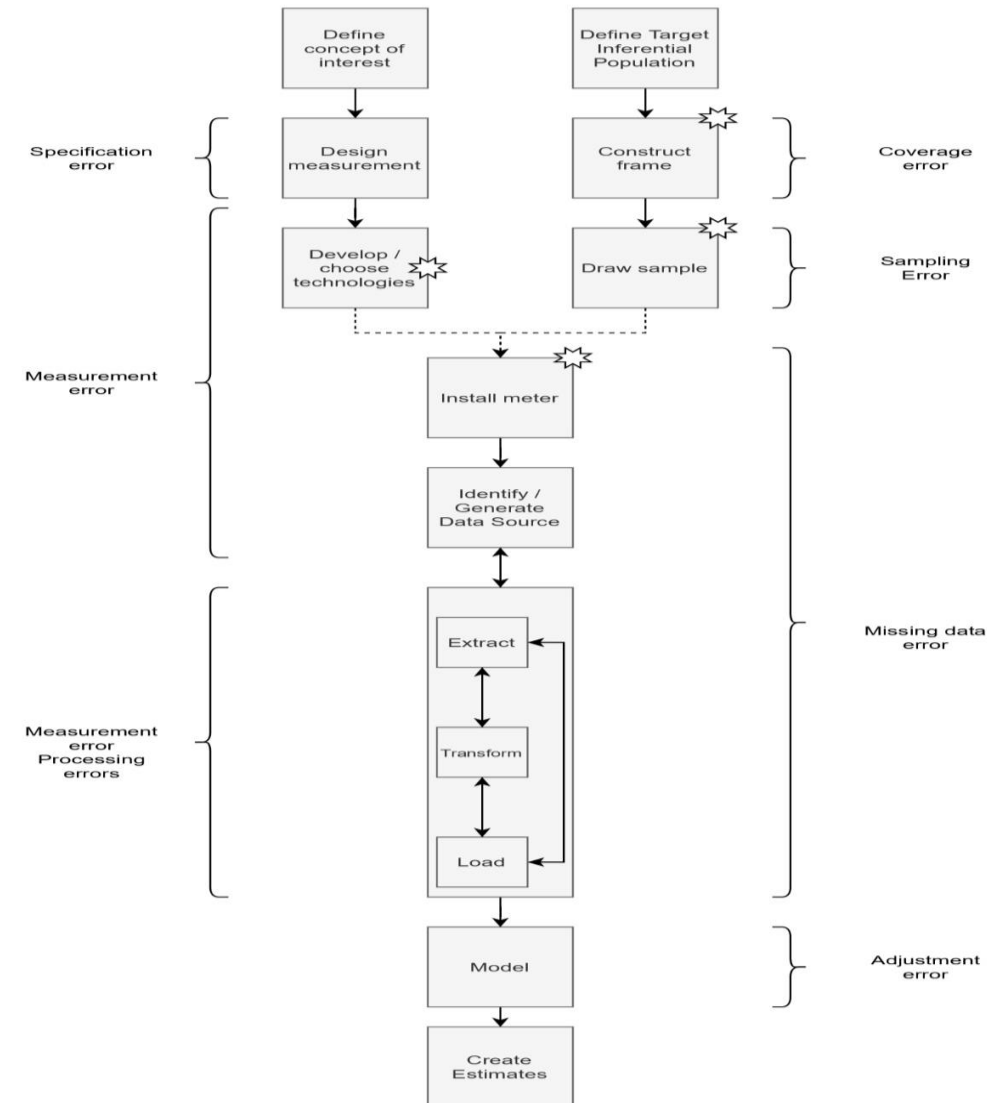 Define
concept of
interest
Define Target
Inferential
Population
Specification
error
Design
measurement
Construct
frame
Coverage
error
Develop /
choose
technologies
Draw sample
Sampling
Error
Measurement
error
Install meter
Identify /
Generate
Data Source
Extract
Missing data
error
Measurement
error
Processing
errors
Transform
Load
Model
Adjustment
error
Create
Estimates